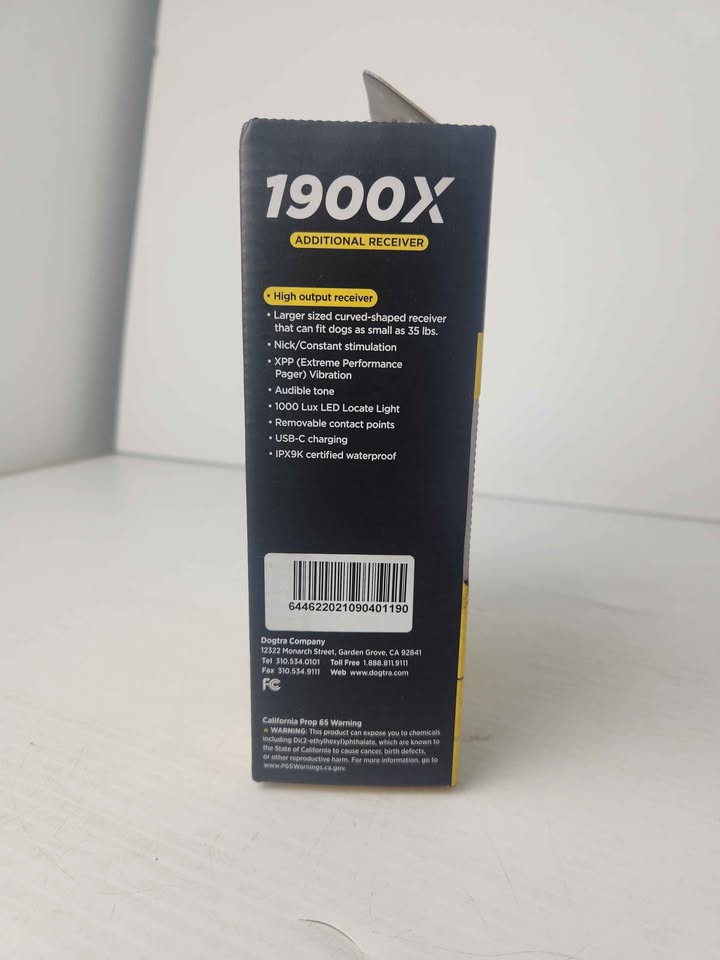 1900X
ADDITIONAL RECEIVER
• High output receiver
• Larger sized curved-shaped receiver
that can fit dogs as small as 35 lbs.
• Nick/Constant stimulation
• XPP (Extreme Performance
Pager) Vibration
• Audible tone
• 1000 Lux LED Locate Light
• Removable contact points
• USB-C charging
• IPX9K certified waterproof
644622021090401190
Dogtra Company
12322 Monarch Street, Garden Grove, CA 92841
Tel 310.534.0101 Toll Free 1.888.811.9111
Fax 310.534.9111 Web www.dogtra.com
FC
California Prop 65 Warning
⚠ WARNING: This product can expose you to chemicals
including Di(2-ethylhexyl)phthalate, which are known to
the State of California to cause cancer, birth defects,
or other reproductive harm. For more information, go to
www.P65Warnings.ca.gov.